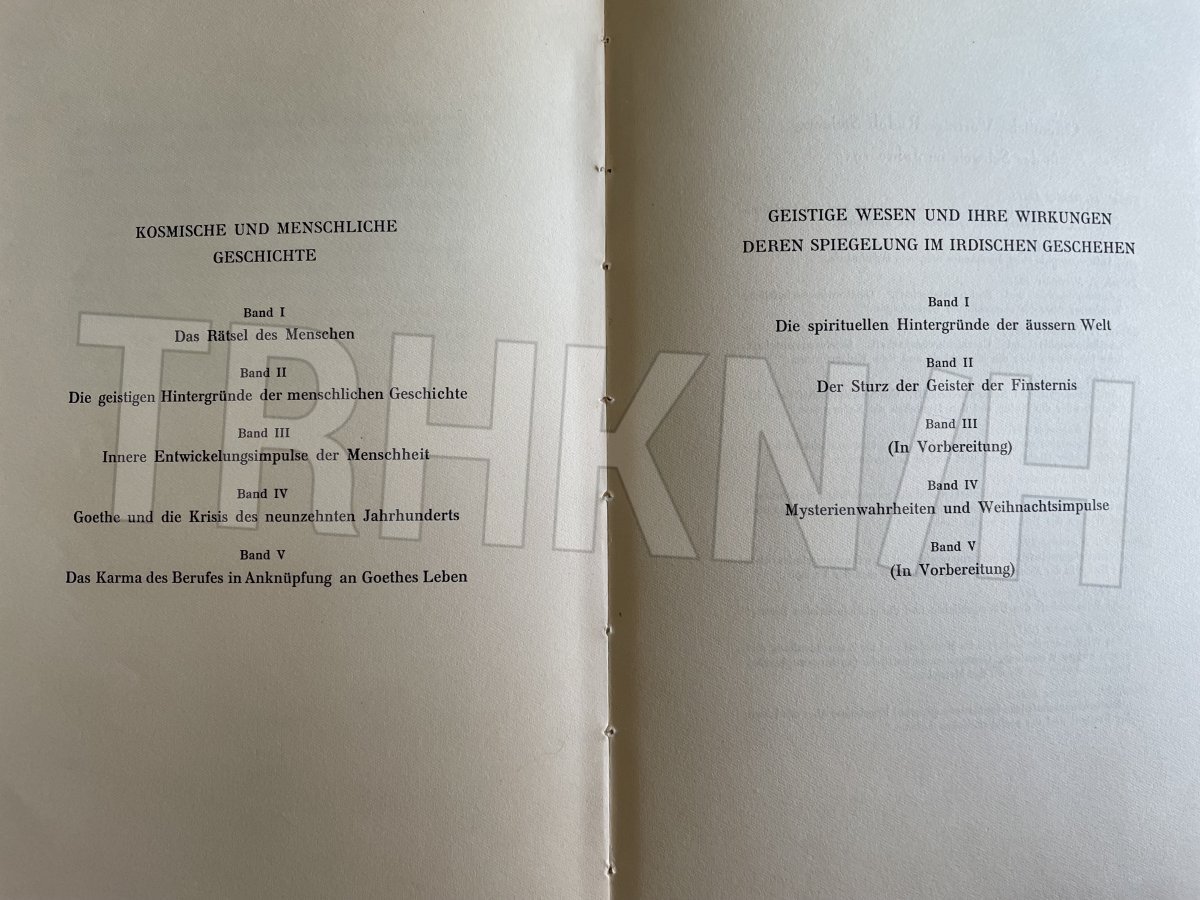 KOSMISCHE UND MENSCHLICHE
GESCHICHTE
Band I
Das Rätsel des Menschen
Band II
Die geistigen Hintergründe der menschlichen Geschichte
Band III
Innere Entwickelungsimpulse der Menschheit
Band IV
Goethe und die Krisis des neunzehnten Jahrhunderts
Band V
Das Karma des Berufes in Anknüpfung an Goethes Leben
GEISTIGE WESEN UND IHRE WIRKUNGEN
DEREN SPIEGELUNG IM IRDISCHEN GESCHEHEN
Band I
Die spirituellen Hintergründe der äussern Welt
Band II
Der Sturz der Geister der Finsternis
Band III
(In Vorbereitung)
Band IV
Mysterienwahrheiten und Weihnachtsimpulse
Band V
(In Vorbereitung)
TRHKN/H